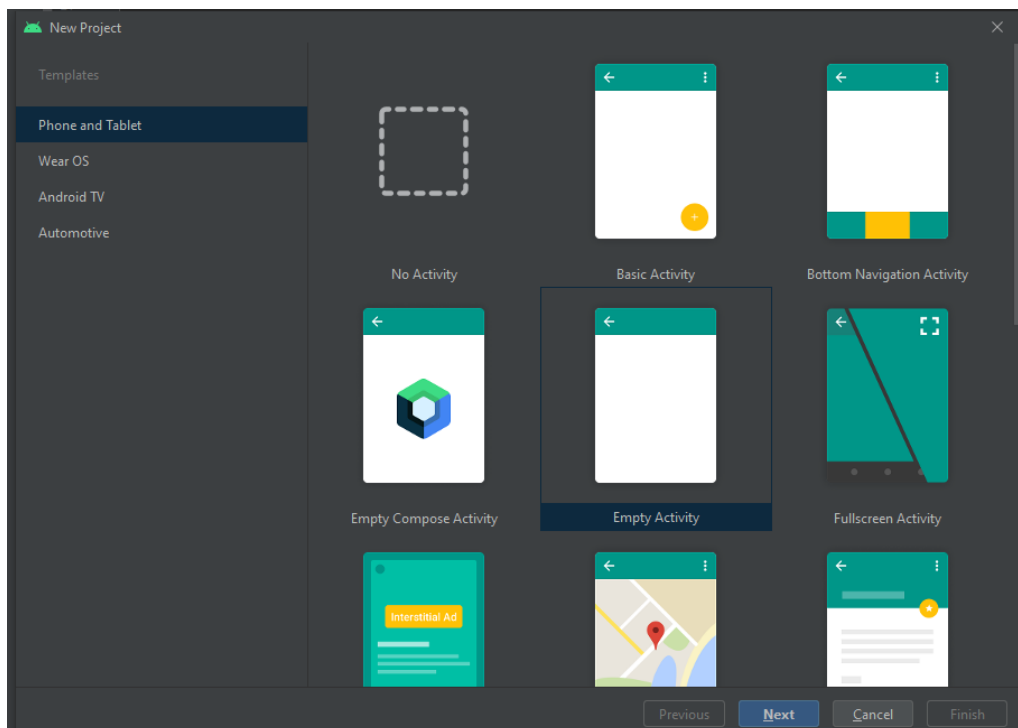 New Project
Templates
Phone and Tablet
Wear OS
Android TV
Automotive
No Activity
Basic Activity
Bottom Navigation Activity
Empty Compose Activity
Empty Activity
Fullscreen Activity
Interstitial Ad
Previous
Next
Cancel
Finish